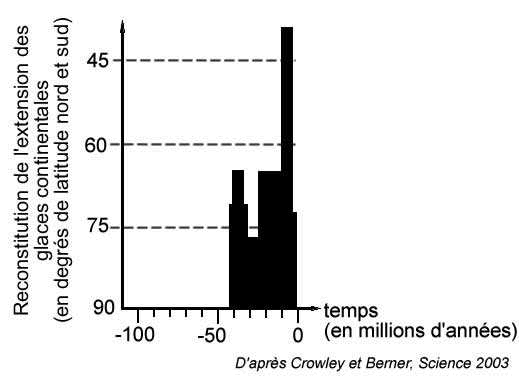 Reconstitution de l'extension des
glaces continentales
(en degrés de latitude nord et sud)
45
60
75
90
-100
-50
0
temps
(en millions d'années)
D'après Crowley et Berner, Science 2003